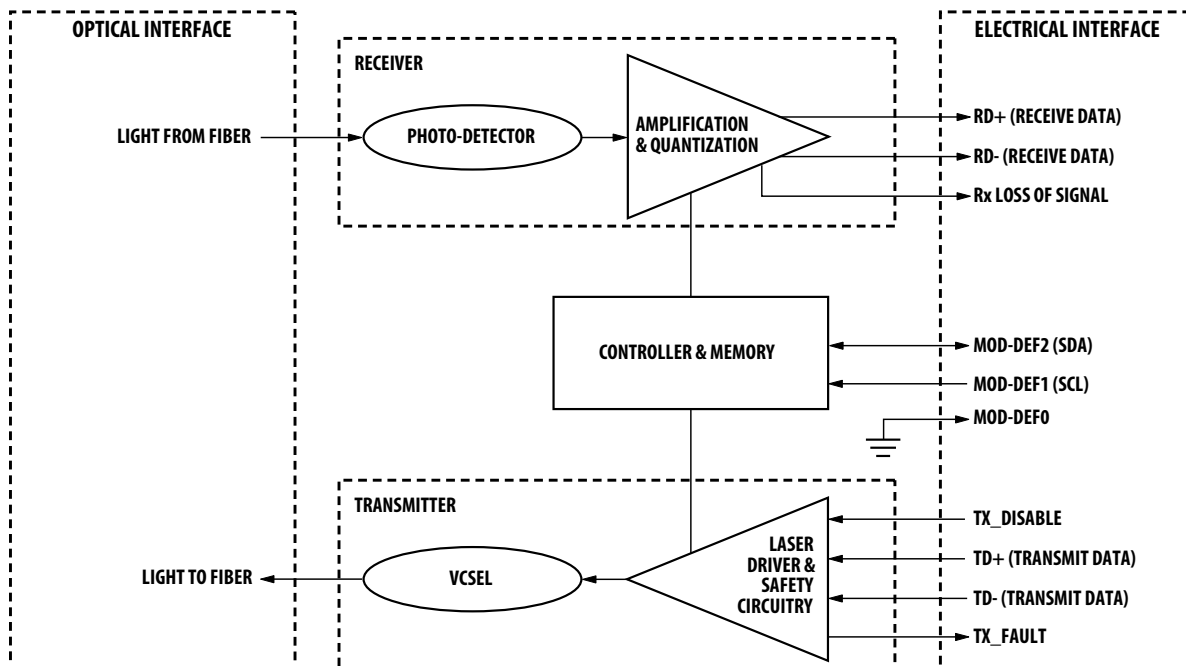 OPTICAL INTERFACE
ELECTRICAL INTERFACE
RECEIVER
LIGHT FROM FIBER
PHOTO-DETECTOR
AMPLIFICATION
& QUANTIZATION
RD+ (RECEIVE DATA)
RD- (RECEIVE DATA)
Rx LOSS OF SIGNAL
CONTROLLER & MEMORY
MOD-DEF2 (SDA)
MOD-DEF1 (SCL)
MOD-DEF0
TRANSMITTER
LIGHT TO FIBER
VCSEL
LASER
DRIVER &
SAFETY
CIRCUITRY
TX_DISABLE
TD+ (TRANSMIT DATA)
TD- (TRANSMIT DATA)
TX_FAULT